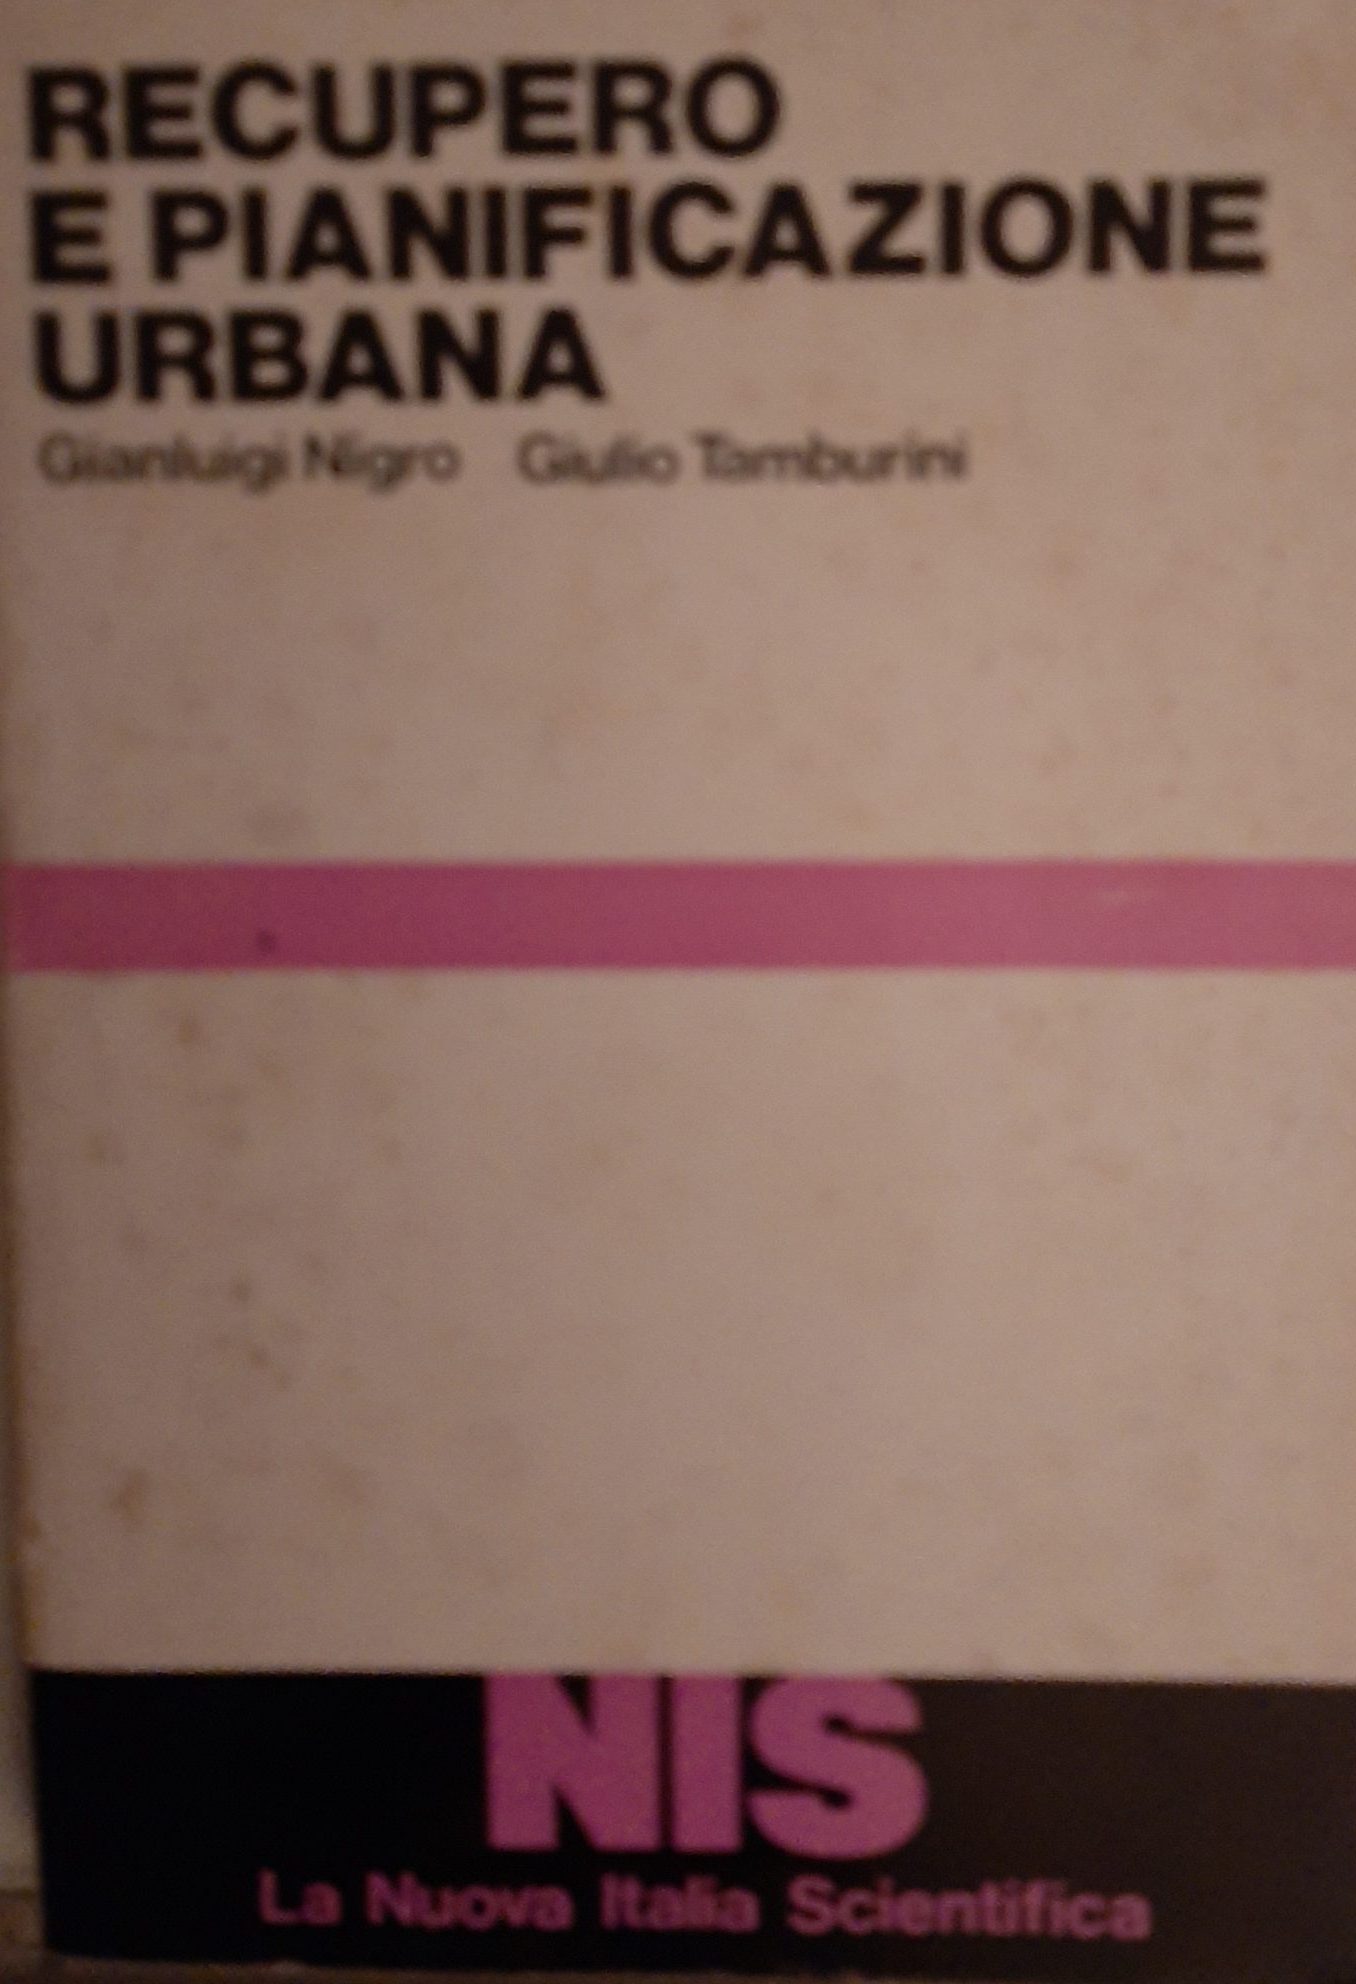 RECUPERO
E PIANIFICAZIONE
URBANA
Gianluigi Nigro Giulio Tamburini
NIS
La Nuova Italia Scientifica